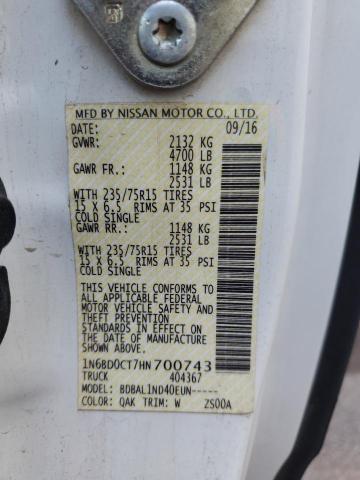 MFD BY NISSAN MOTOR CO., LTD.
DATE: 09/16
GVWR: 2132 KG
4700 LB
GAWR FR.: 1148 KG
2531 LB
WITH 235/75R15 TIRES
15 X 6.5 RIMS AT 35 PSI
COLD SINGLE
GAWR RR.: 1148 KG
2531 LB
WITH 235/75R15 TIRES
15 X 6.5 RIMS AT 35 PSI
COLD SINGLE
THIS VEHICLE CONFORMS TO
ALL APPLICABLE FEDERAL
MOTOR VEHICLE SAFETY
STANDARDS IN EFFECT ON
THE DATE OF MANUFACTURE
SHOWN ABOVE.
1N6BD0CT7HN700743
TRUCK 404367
MODEL: BDBAL1ND40EUN-----
COLOR: QAK TRIM: W ZS00A